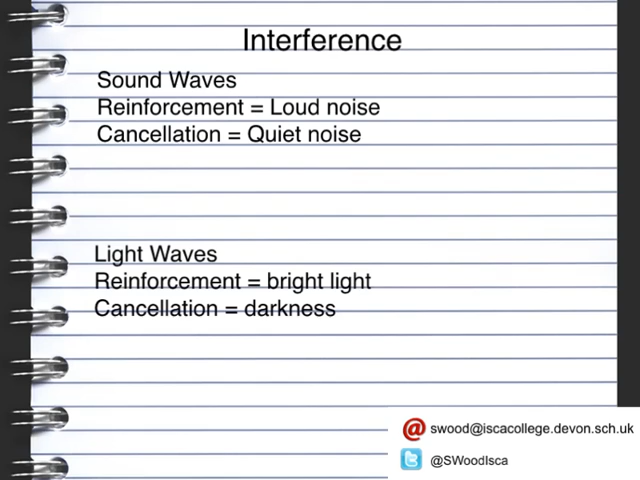 Interference
Sound Waves
Reinforcement = Loud noise
Cancellation = Quiet noise
Light Waves
Reinforcement = bright light
Cancellation = darkness
swood@iscacollege.devon.sch.uk
@SWoodIsca